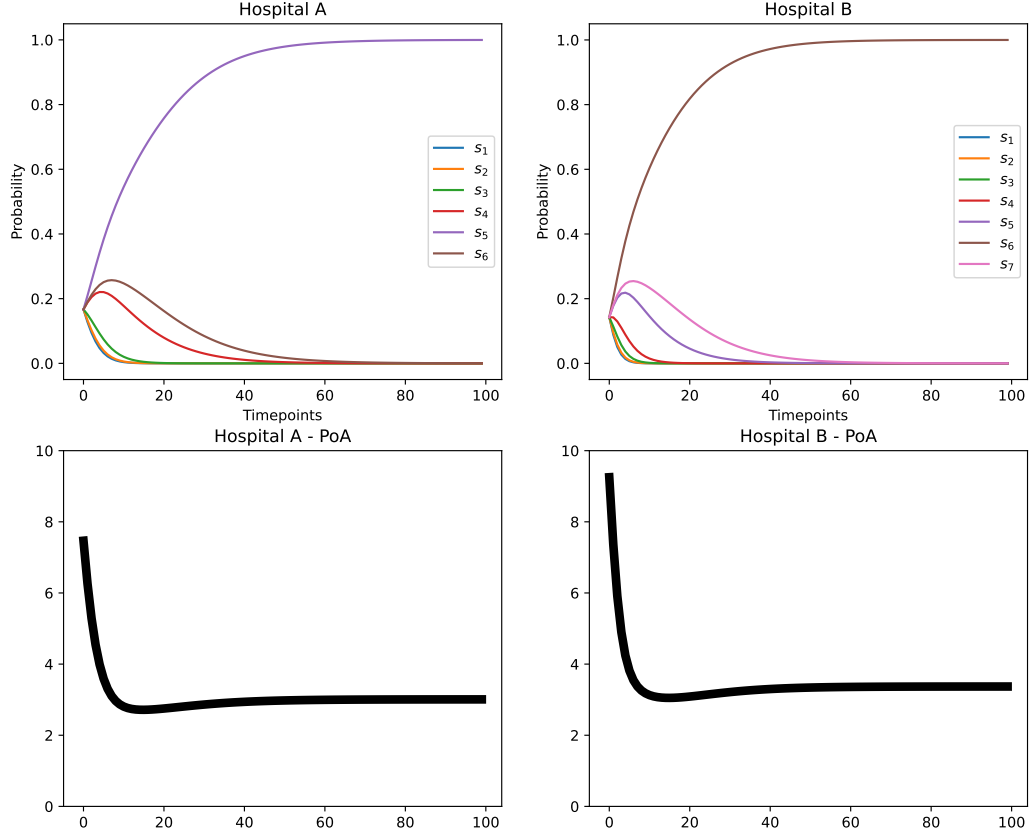 Hospital A
1.0
0.8
0.6
0.4
0.2
0.0
Probability
s1
s2
s3
s4
s5
s6
0 20 40 60 80 100
Timepoints
Hospital B
1.0
0.8
0.6
0.4
0.2
0.0
Probability
s1
s2
s3
s4
s5
s6
s7
0 20 40 60 80 100
Timepoints
Hospital A - PoA
10
8
6
4
2
0
0 20 40 60 80 100
Hospital B - PoA
10
8
6
4
2
0
0 20 40 60 80 100